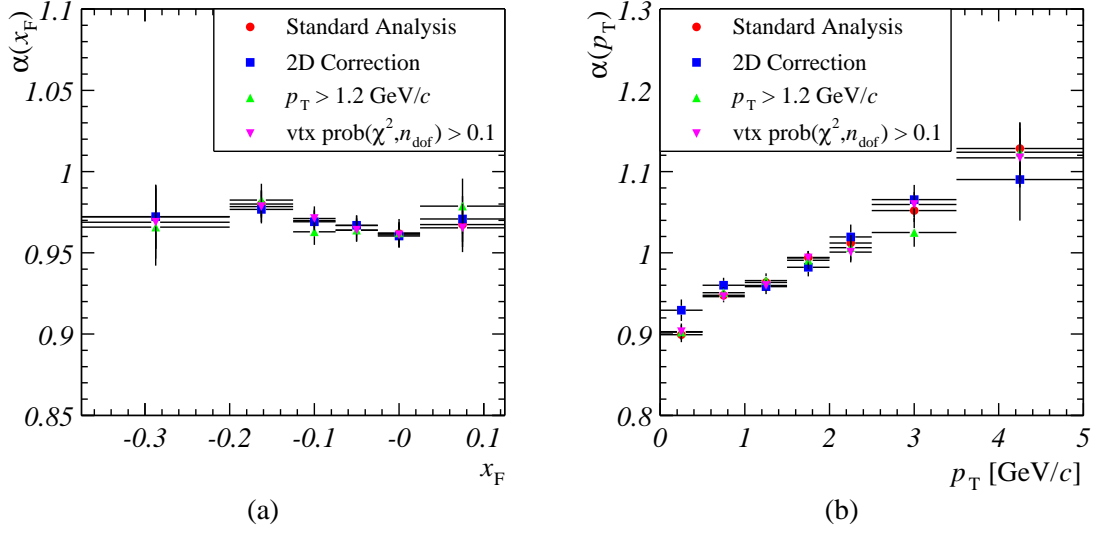 α(x_F)
1.1
1.05
1
0.95
0.9
0.85
Standard Analysis
2D Correction
p_T > 1.2 GeV/c
vtx prob(χ²,n_dof) > 0.1
-0.3 -0.2 -0.1 -0 0.1
x_F
(a)
α(p_T)
1.3
1.2
1.1
1
0.9
0.8
Standard Analysis
2D Correction
p_T > 1.2 GeV/c
vtx prob(χ²,n_dof) > 0.1
0 1 2 3 4 5
p_T [GeV/c]
(b)